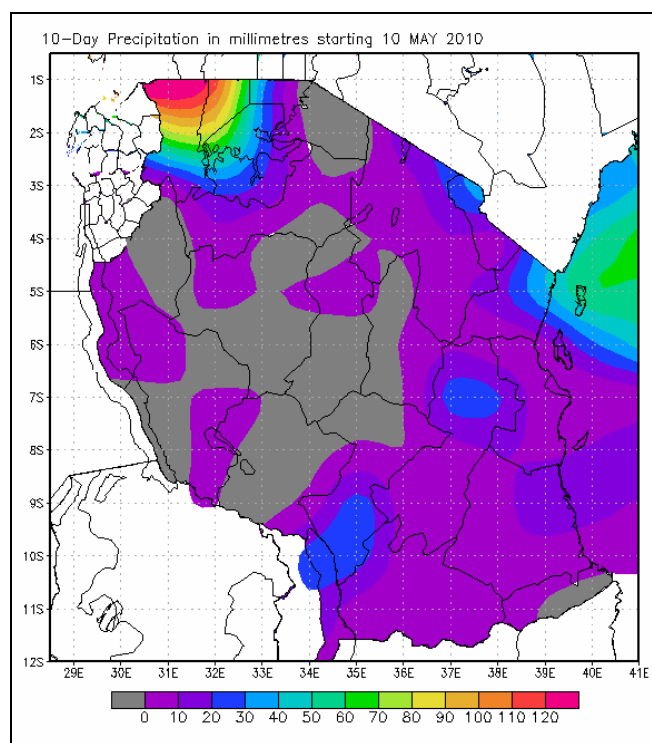 10-Day Precipitation in millimetres starting 10 MAY 2010
1S
2S
3S
4S
5S
6S
7S
8S
9S
10S
11S
12S
29E 30E 31E 32E 33E 34E 35E 36E 37E 38E 39E 40E 41E
0 10 20 30 40 50 60 70 80 90 100 110 120